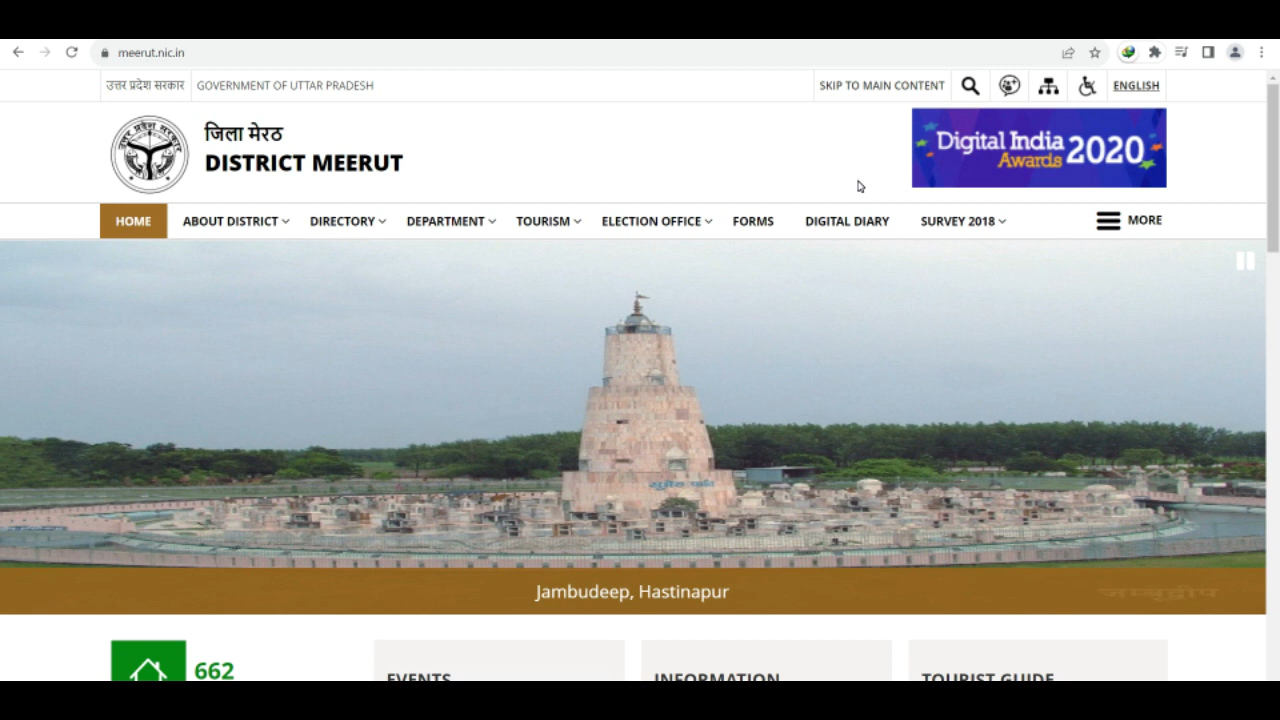 meerut.nic.in
उत्तर प्रदेश सरकार
GOVERNMENT OF UTTAR PRADESH
SKIP TO MAIN CONTENT
ENGLISH
जिला मेरठ
DISTRICT MEERUT
Digital India
Awards 2020
HOME
ABOUT DISTRICT
DIRECTORY
DEPARTMENT
TOURISM
ELECTION OFFICE
FORMS
DIGITAL DIARY
SURVEY 2018
MORE
Jambudeep, Hastinapur
जम्बूद्वीप
662
EVENTS
INFORMATION
TOURIST GUIDE